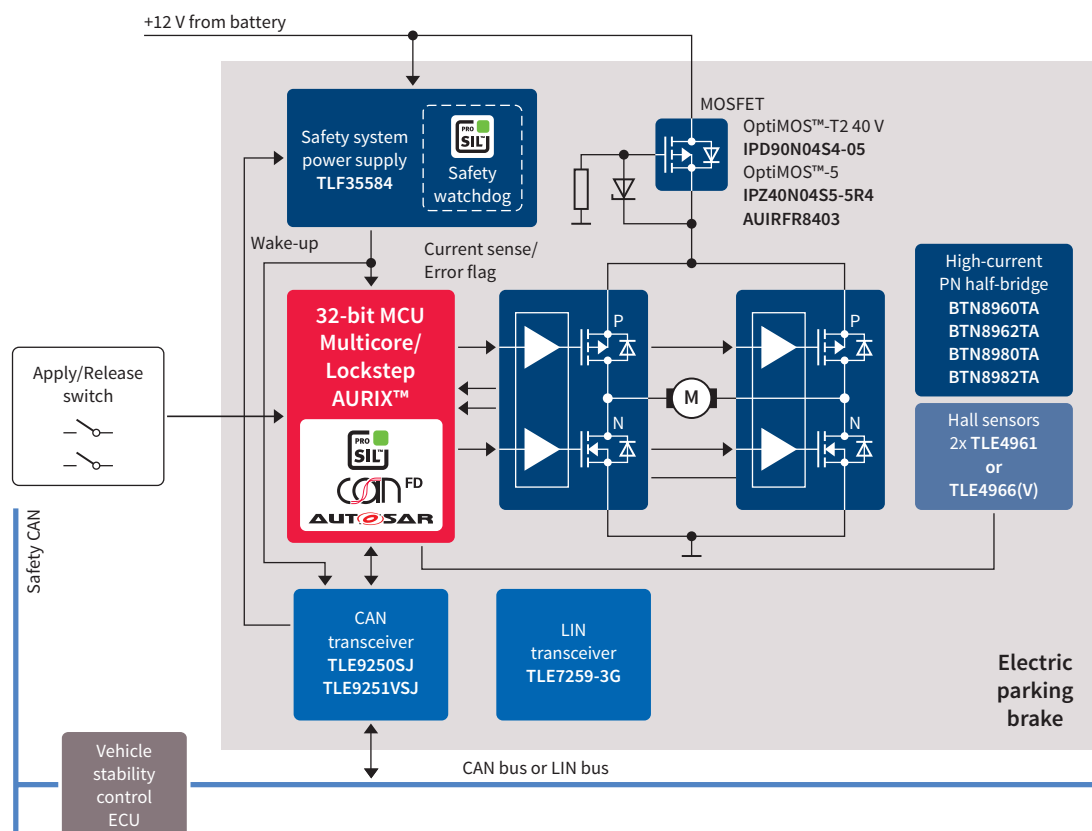 +12 V from battery
Safety system
power supply
TLF35584
PRO
SIL™
Safety
watchdog
MOSFET
OptiMOS™-T2 40 V
IPD90N04S4-05
OptiMOS™-5
IPZ40N04S5-5R4
AUIRFR8403
Wake-up
Current sense/
Error flag
32-bit MCU
Multicore/
Lockstep
AURIX™
PRO
SIL™
CAN FD
AUTOSAR
P
N
M
P
N
High-current
PN half-bridge
BTN8960TA
BTN8962TA
BTN8980TA
BTN8982TA
Hall sensors
2x TLE4961
or
TLE4966(V)
Apply/Release
switch
Safety CAN
CAN
transceiver
TLE9250SJ
TLE9251VSJ
LIN
transceiver
TLE7259-3G
Electric
parking
brake
Vehicle
stability
control
ECU
CAN bus or LIN bus